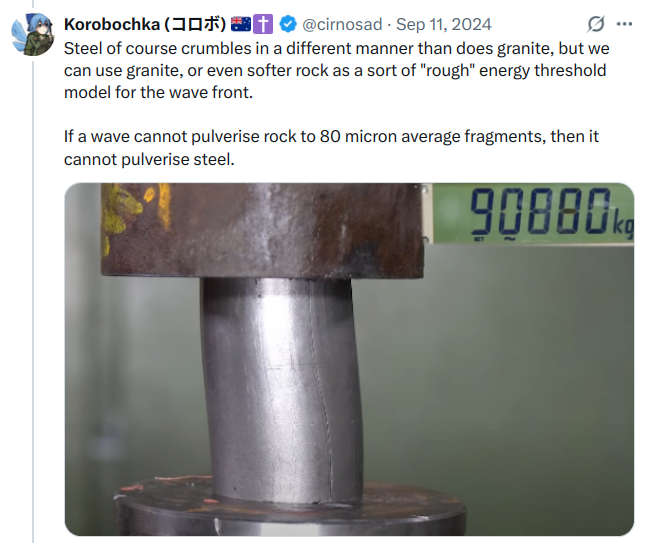 Korobochka (コロボ) 🇦🇺✝️ @cirnosad · Sep 11, 2024
Steel of course crumbles in a different manner than does granite, but we
can use granite, or even softer rock as a sort of "rough" energy threshold
model for the wave front.
If a wave cannot pulverise rock to 80 micron average fragments, then it
cannot pulverise steel.
90880 kg
NET